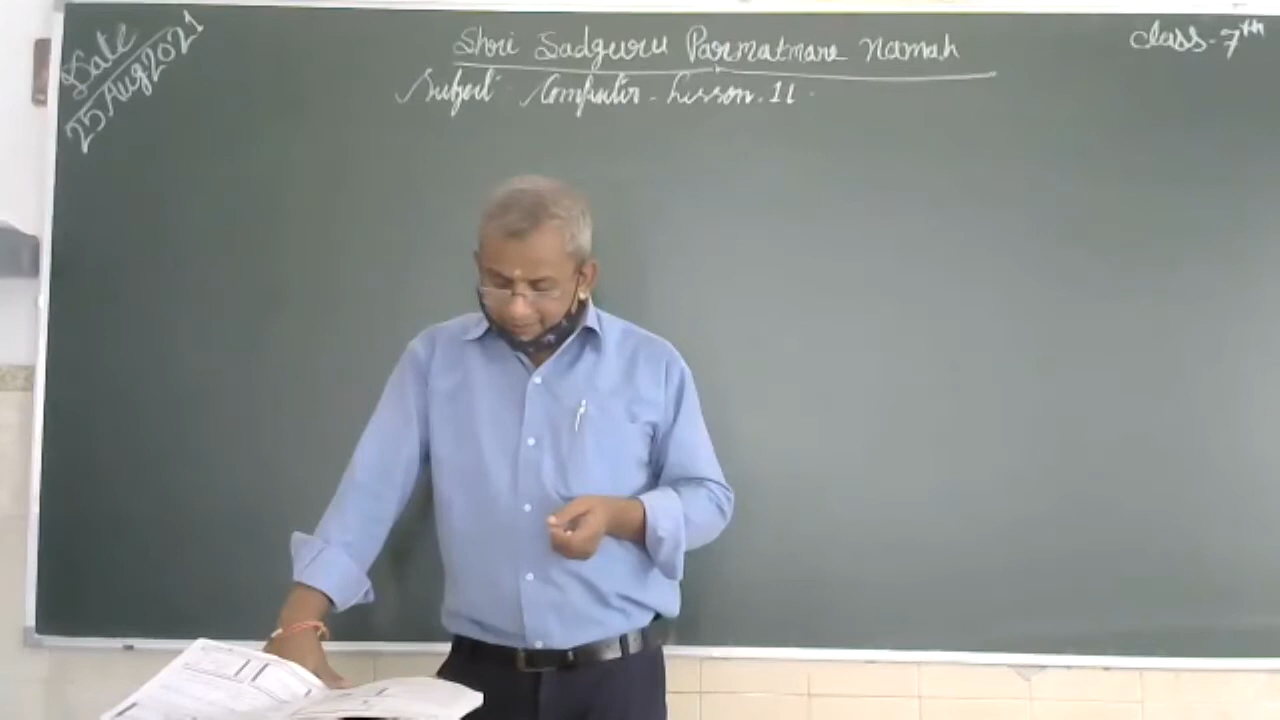 Date
25 Aug 2021
Shri Sadguru Parmatmane Namah
Class-7th
Subject - Computer - Lesson.11